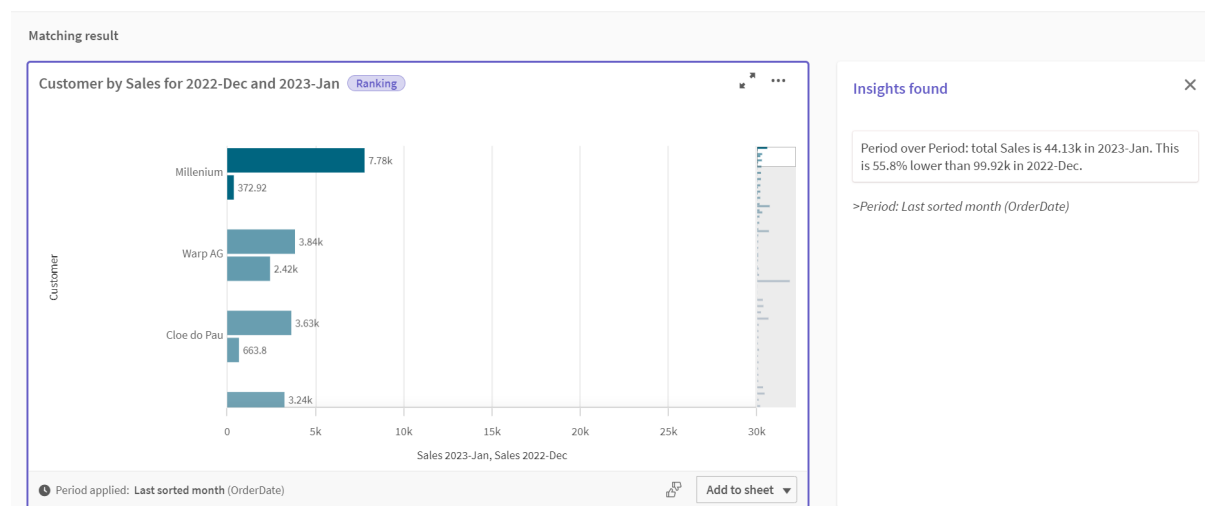 Matching result
Customer by Sales for 2022-Dec and 2023-Jan Ranking
Customer
Millenium
7.78k
372.92
Warp AG
3.84k
2.42k
Cloe do Pau
3.63k
663.8
3.24k
0 5k 10k 15k 20k 25k 30k
Sales 2023-Jan, Sales 2022-Dec
Period applied: Last sorted month (OrderDate)
Add to sheet
Insights found
Period over Period: total Sales is 44.13k in 2023-Jan. This
is 55.8% lower than 99.92k in 2022-Dec.
>Period: Last sorted month (OrderDate)